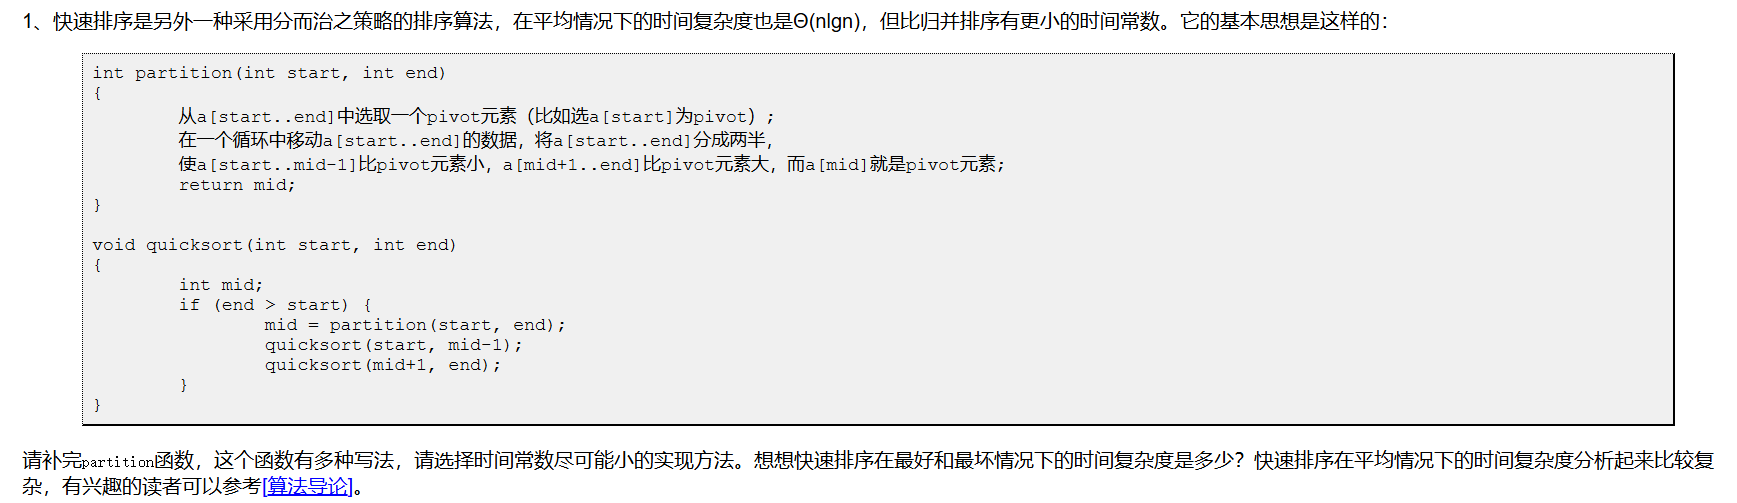 1、快速排序是另外一种采用分而治之策略的排序算法，在平均情况下的时间复杂度也是Θ(nlgn)，但比归并排序有更小的时间常数。它的基本思想是这样的：
int partition(int start, int end)
{
从a[start..end]中选取一个pivot元素（比如选a[start]为pivot）;
在一个循环中移动a[start..end]的数据，将a[start..end]分成两半，
使a[start..mid-1]比pivot元素小，a[mid+1..end]比pivot元素大，而a[mid]就是pivot元素;
return mid;
}
void quicksort(int start, int end)
{
int mid;
if (end > start) {
mid = partition(start, end);
quicksort(start, mid-1);
quicksort(mid+1, end);
}
}
请补完partition函数，这个函数有多种写法，请选择时间常数尽可能小的实现方法。想想快速排序在最好和最坏情况下的时间复杂度是多少？快速排序在平均情况下的时间复杂度分析起来比较复
杂，有兴趣的读者可以参考[算法导论]。